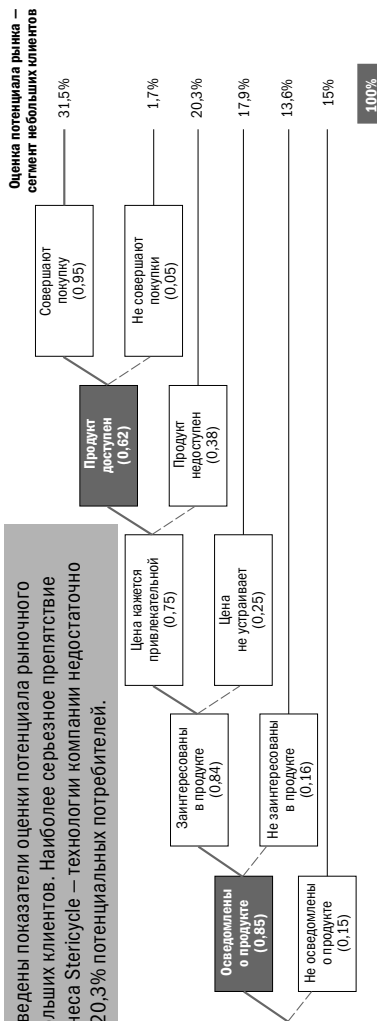 ведены показатели оценки потенциала рыночного
льших клиентов. Наиболее серьезное препятствие
неса Stericycle — технологии компании недостаточно
20,3% потенциальных потребителей.
Оценка потенциала рынка —
сегмент небольших клиентов
Совершают
покупку
(0,95)
31,5%
Не совершают
покупки
(0,05)
1,7%
Продукт
доступен
(0,62)
Продукт
недоступен
(0,38)
20,3%
Цена кажется
привлекательной
(0,75)
Цена
не устраивает
(0,25)
17,9%
Заинтересованы
в продукте
(0,84)
Не заинтересованы
в продукте
(0,16)
13,6%
Осведомлены
о продукте
(0,85)
Не осведомлены
о продукте
(0,15)
15%
100%